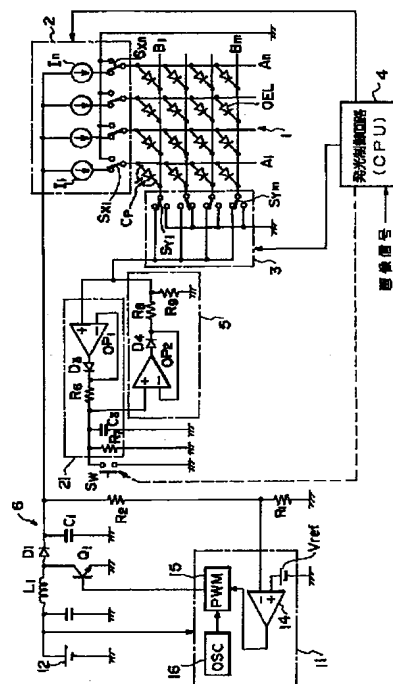 2
In
Sxn
B1
Bm
I1
Sx1
CP
An
OEL
1
A1
SY1
SYm
3
4
発光制御回路
(CPU)
画像信号
+
−
OP1
D3
R6
R7
C3
21
R8
R9
D4
+
−
OP2
5
SW
6
L1
D1
C1
Q1
R2
R1
12
15
PWM
16
OSC
−
+
14
Vref
11